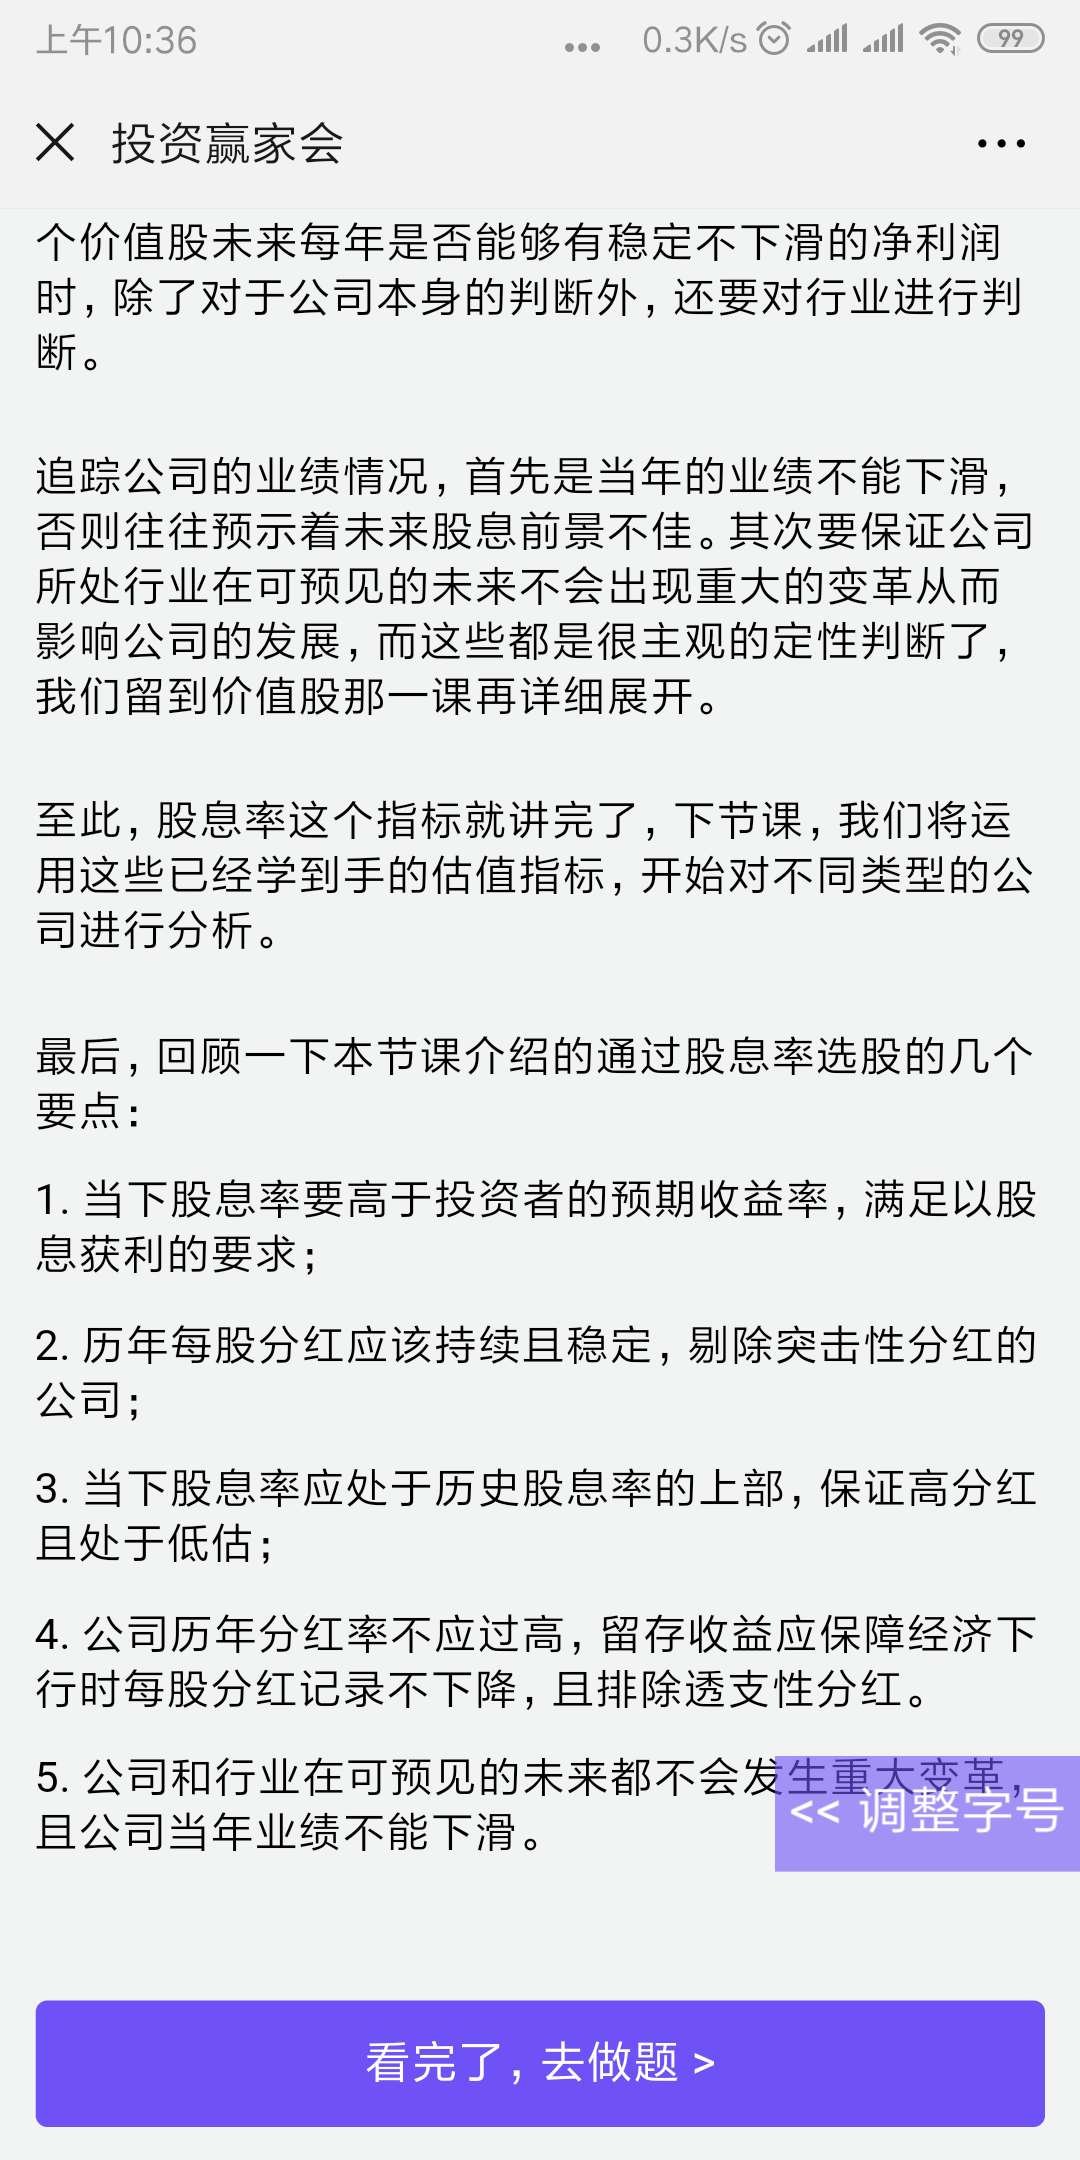 上午10:36
... 0.3K/s 99
投资赢家会
个价值股未来每年是否能够有稳定不下滑的净利润
时,除了对于公司本身的判断外,还要对行业进行判
断。
追踪公司的业绩情况,首先是当年的业绩不能下滑,
否则往往预示着未来股息前景不佳。其次要保证公司
所处行业在可预见的未来不会出现重大的变革从而
影响公司的发展,而这些都是很主观的定性判断了,
我们留到价值股那一课再详细展开。
至此,股息率这个指标就讲完了,下节课,我们将运
用这些已经学到手的估值指标,开始对不同类型的公
司进行分析。
最后,回顾一下本节课介绍的通过股息率选股的几个
要点:
1. 当下股息率要高于投资者的预期收益率,满足以股
息获利的要求;
2. 历年每股分红应该持续且稳定,剔除突击性分红的
公司;
3. 当下股息率应处于历史股息率的上部,保证高分红
且处于低估;
4. 公司历年分红率不应过高,留存收益应保障经济下
行时每股分红记录不下降,且排除透支性分红。
5. 公司和行业在可预见的未来都不会发生重大变革,
且公司当年业绩不能下滑。
<< 调整字号
看完了,去做题 >